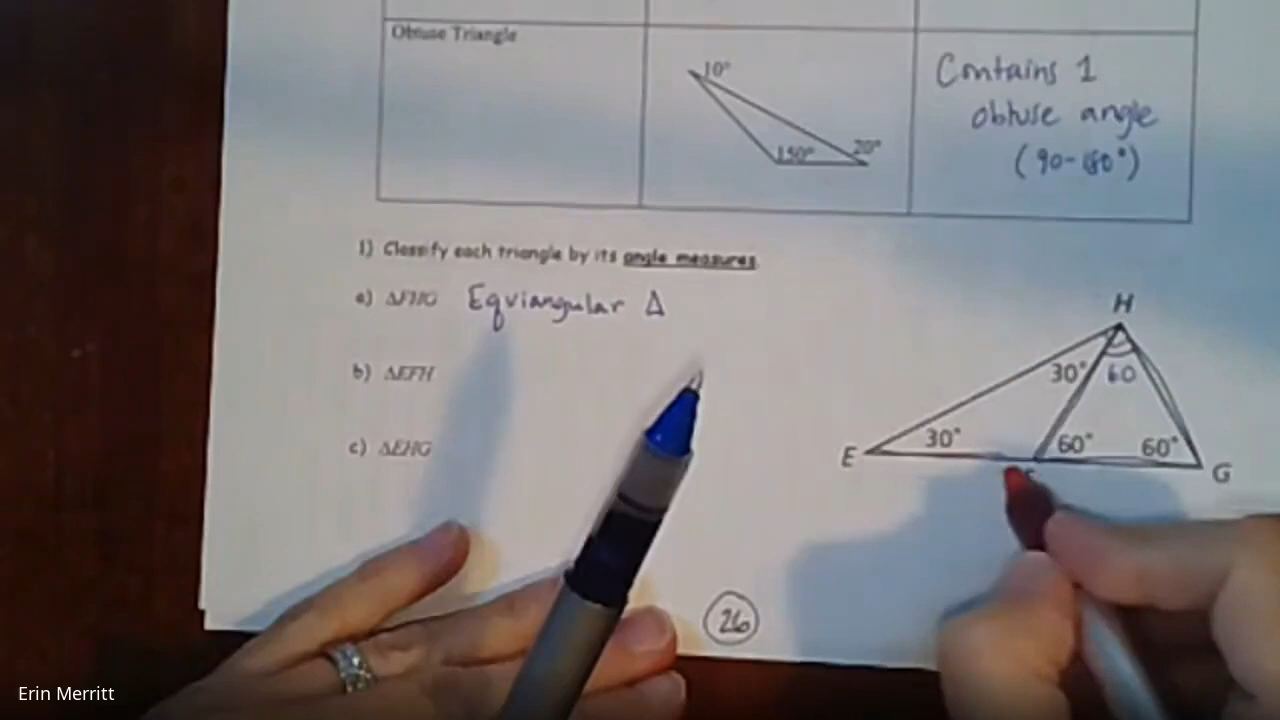 Obtuse Triangle
10°
150°
20°
Contains 1
obtuse angle
(90-180°)
1) Classify each triangle by its angle measures.
a) ΔFHG Equiangular Δ
b) ΔEFH
c) ΔEHG
H
30° 60
E 30° 60° 60° G
26
Erin Merritt